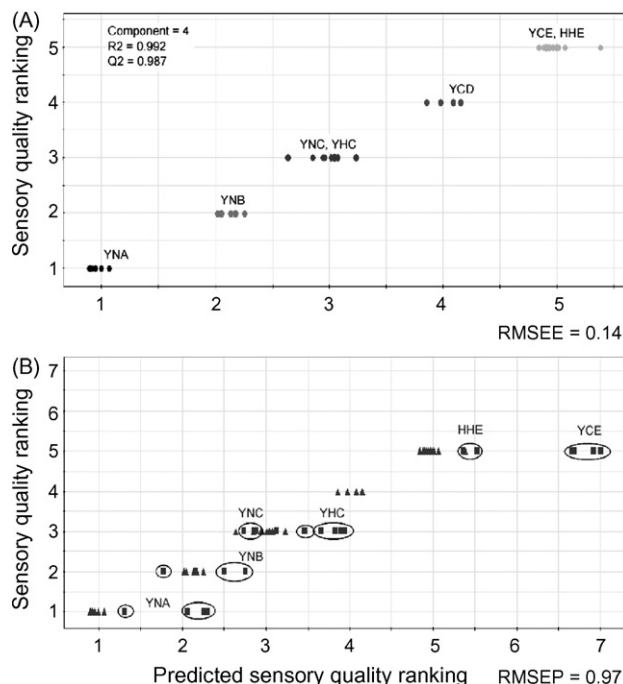 (A)
Component = 4
R2 = 0.992
Q2 = 0.987
YCE, HHE
YCD
YNC, YHC
YNB
YNA
Sensory quality ranking
5
4
3
2
1
1 2 3 4 5
RMSEE = 0.14
(B)
HHE YCE
YNC YHC
YNB
YNA
Sensory quality ranking
7
6
5
4
3
2
1
1 2 3 4 5 6 7
Predicted sensory quality ranking RMSEP = 0.97